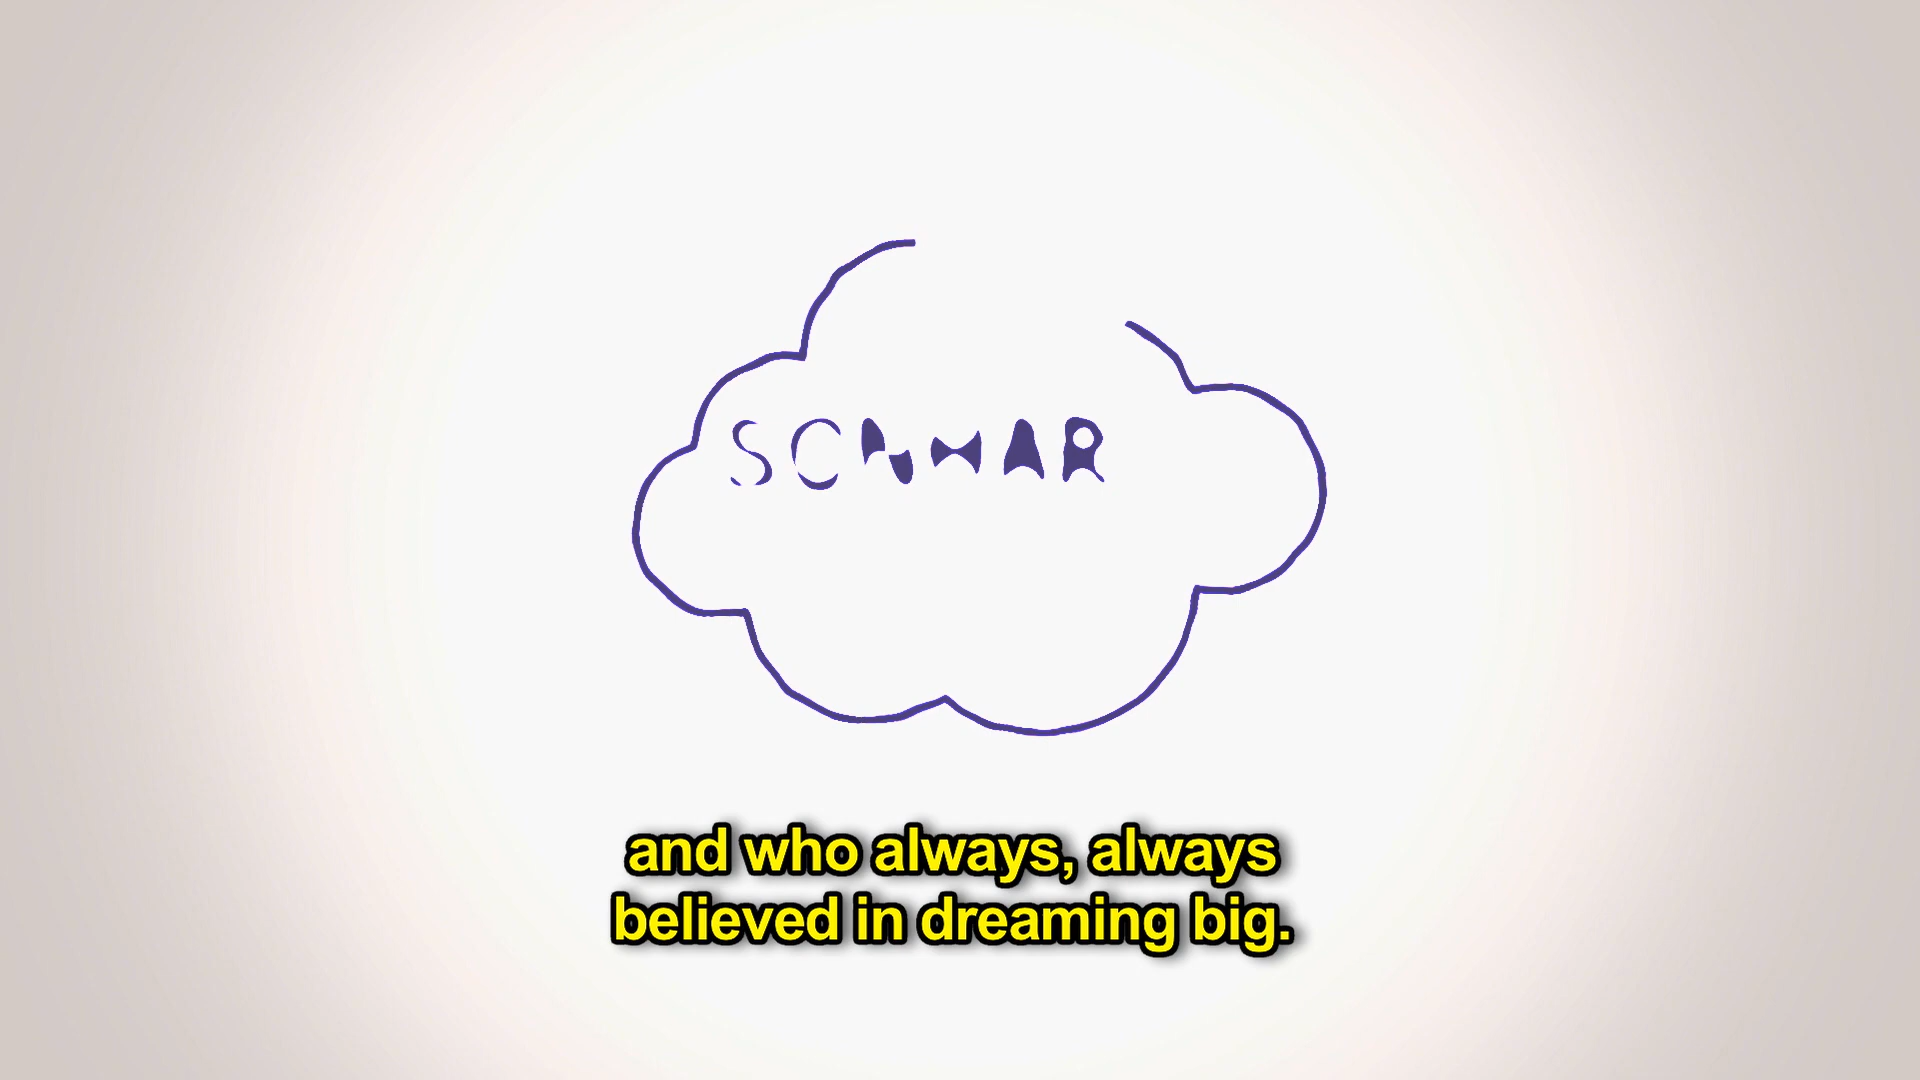 and who always, always
believed in dreaming big.